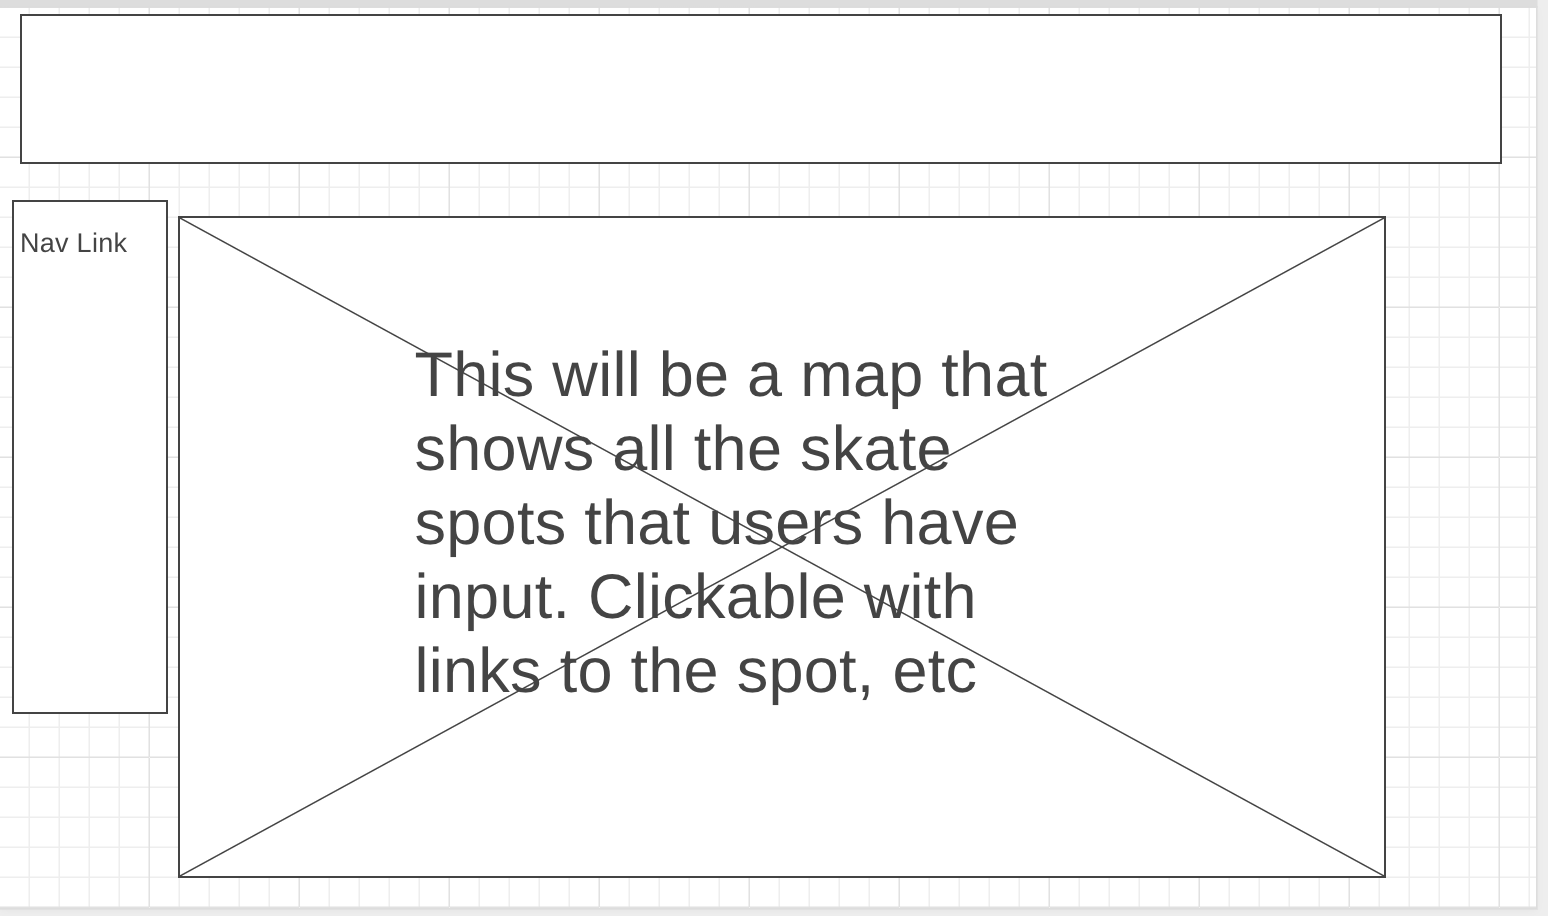 Nav Link
This will be a map that
shows all the skate
spots that users have
input. Clickable with
links to the spot, etc